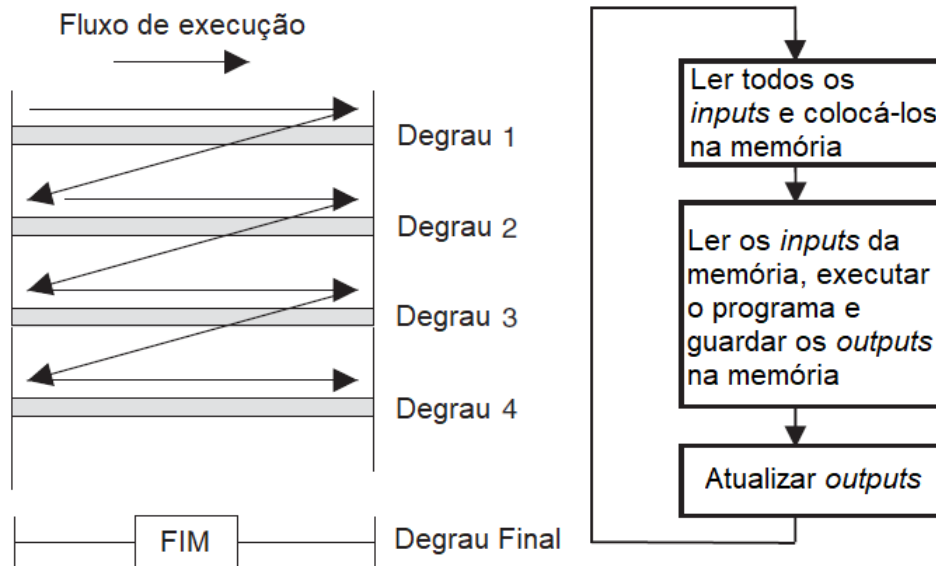 Fluxo de execução
Degrau 1
Degrau 2
Degrau 3
Degrau 4
FIM
Degrau Final
Ler todos os
inputs e colocá-los
na memória
Ler os inputs da
memória, executar
o programa e
guardar os outputs
na memória
Atualizar outputs